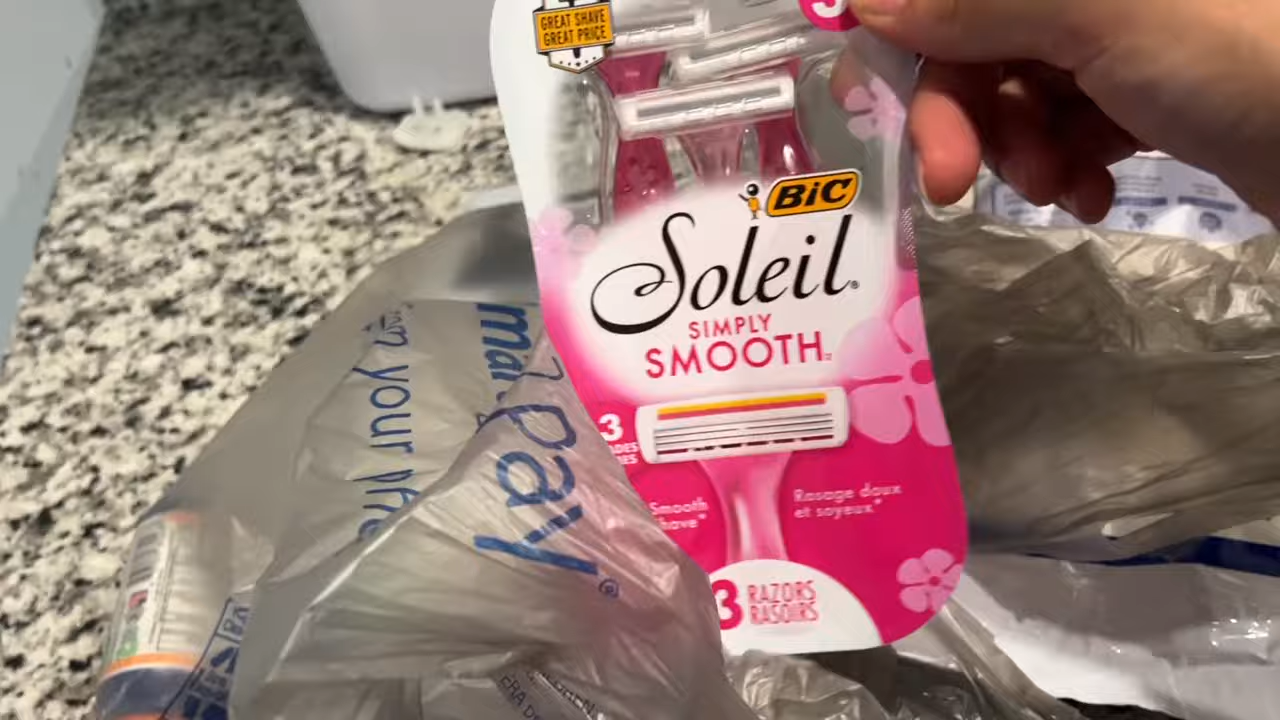 GREAT SHAVE
GREAT PRICE
BiC
Soleil®
SIMPLY
SMOOTH
3
Smooth
Rasage doux
et soyeux*
3 RAZORS
RASOIRS
pay
your